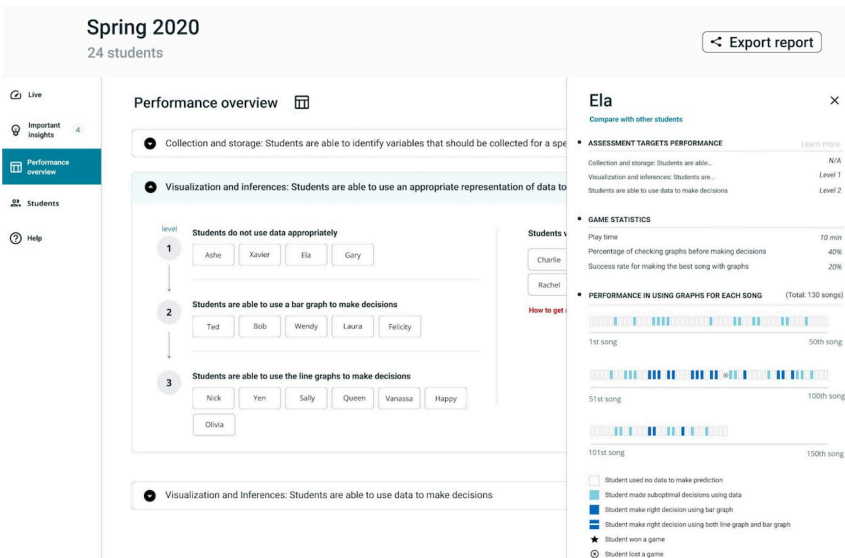 Spring 2020
24 students
Export report
Live
Important
insights
4
Performance
overview
Students
Help
Performance overview
Collection and storage: Students are able to identify variables that should be collected for a spe
Visualization and inferences: Students are able to use an appropriate representation of data to
level
1
Students do not use data appropriately
Ashe Xavier Ela Gary
2
Students are able to use a bar graph to make decisions
Ted Bob Wendy Laura Felicity
3
Students are able to use the line graphs to make decisions
Nick Yen Sally Queen Vanassa Happy
Olivia
Students w
Charlie
Rachel
How to get
Visualization and Inferences: Students are able to use data to make decisions
Ela
Compare with other students
ASSESSMENT TARGETS PERFORMANCE Learn more
Collection and storage: Students are able... N/A
Visualization and inferences: Students are... Level 1
Students are able to use data to make decisions Level 2
GAME STATISTICS
Play time 10 min
Percentage of checking graphs before making decisions 40%
Success rate for making the best song with graphs 20%
PERFORMANCE IN USING GRAPHS FOR EACH SONG (Total: 130 songs)
1st song 50th song
51st song 100th song
101st song 150th song
Student used no data to make prediction
Student made suboptimal decisions using data
Student make right decision using bar graph
Student make right decision using both line graph and bar graph
Student won a game
Student lost a game